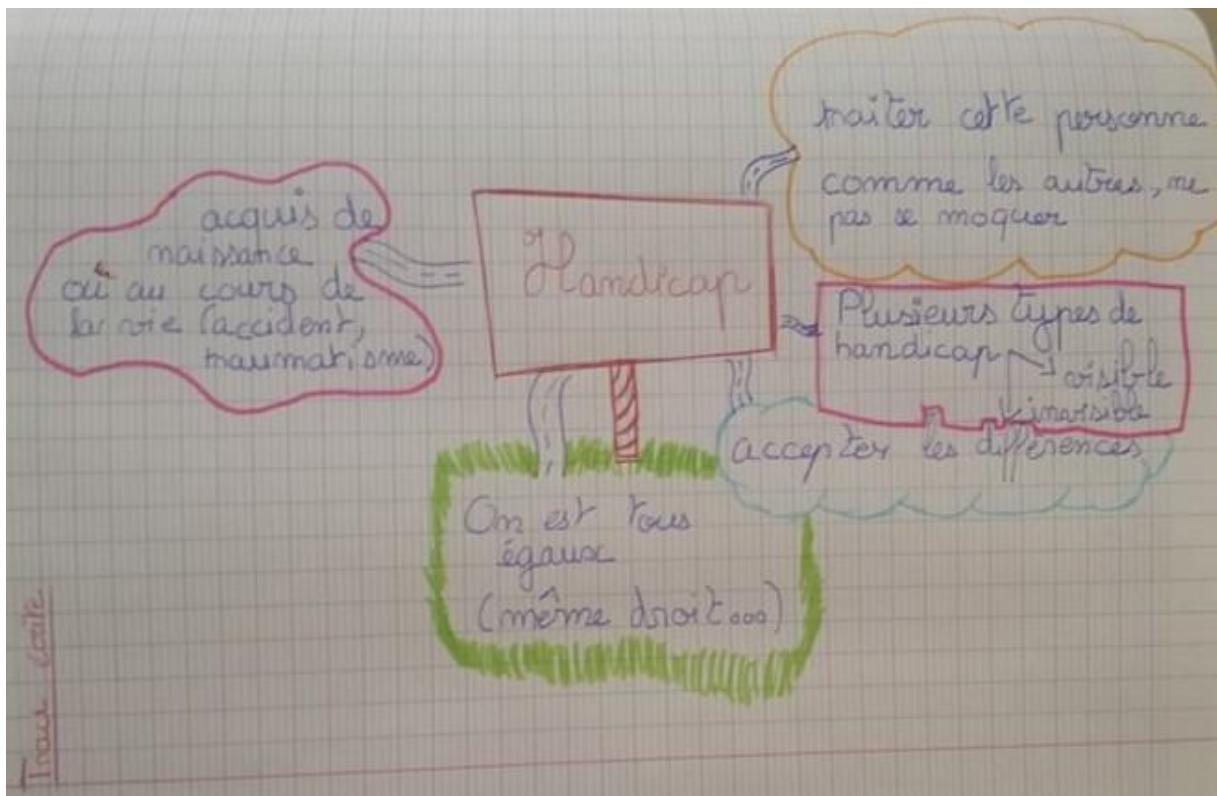 Handicap
acquis de
naissance
ou au cours de
la vie (accident,
traumatisme)
traiter cette personne
comme les autres, ne
pas se moquer
Plusieurs types de
handicap
visible
invisible
accepter les différences
On est tous
égaux
(même droit...)
Trace écrite